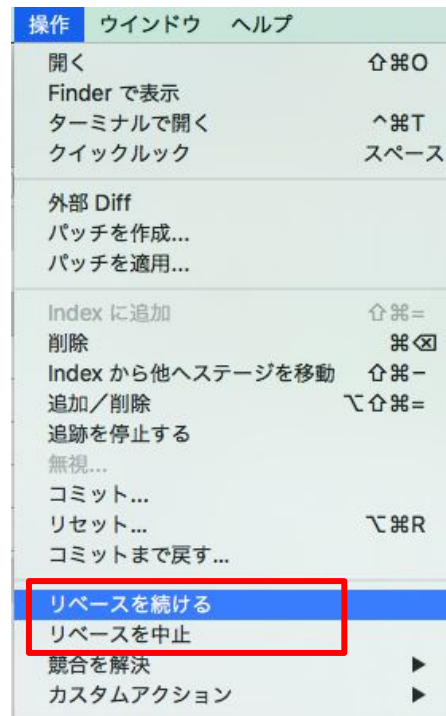 操作 ウインドウ ヘルプ
開く ⇧⌘O
Finder で表示
ターミナルで開く ^⌘T
クイックルック スペース
外部 Diff
パッチを作成...
パッチを適用...
Index に追加 ⇧⌘=
削除 ⌘⌫
Index から他へステージを移動 ⇧⌘−
追加／削除 ⌥⇧⌘=
追跡を停止する
無視...
コミット...
リセット... ⌥⌘R
コミットまで戻す...
リベースを続ける
リベースを中止
競合を解決 ▶
カスタムアクション ▶